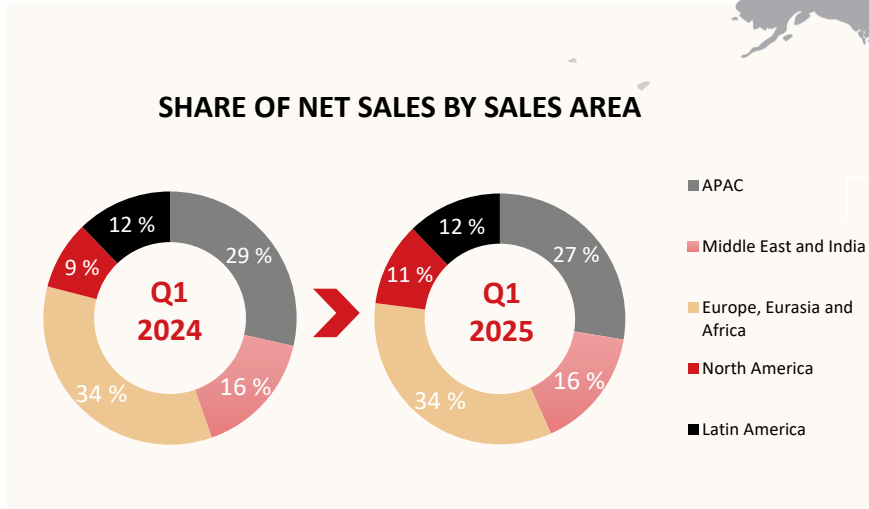 SHARE OF NET SALES BY SALES AREA
12 %
29 %
9 %
Q1
2024
34 %
16 %
12 %
27 %
11 %
Q1
2025
34 %
16 %
APAC
Middle East and India
Europe, Eurasia and
Africa
North America
Latin America